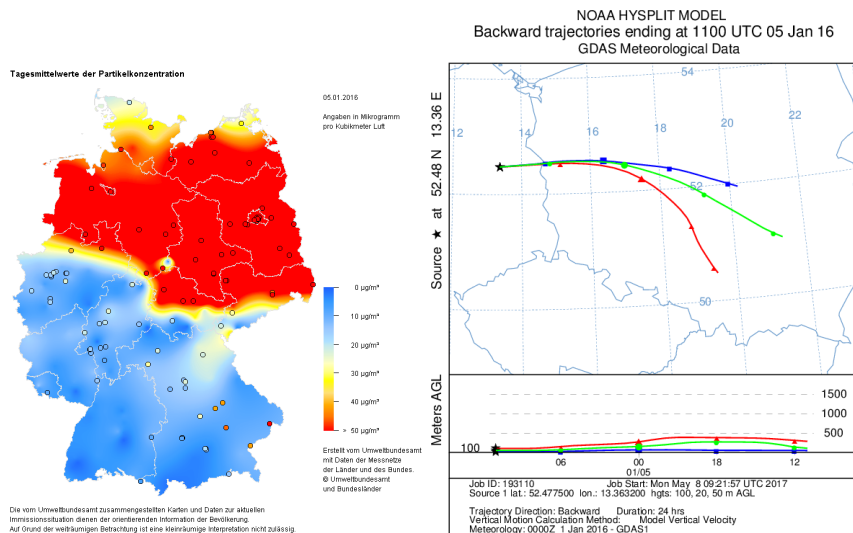 Tagesmittelwerte der Partikelkonzentration
05.01.2016
Angaben in Mikrogramm
pro Kubikmeter Luft
0 µg/m³
10 µg/m³
20 µg/m³
30 µg/m³
40 µg/m³
> 50 µg/m³
Erstellt vom Umweltbundesamt
mit Daten der Messnetze
der Länder und des Bundes.
© Umweltbundesamt
und Bundesländer
Die vom Umweltbundesamt zusammengestellten Karten und Daten zur aktuellen
Immissionssituation dienen der orientierenden Information der Bevölkerung.
Auf Grund der weiträumigen Betrachtung ist eine kleinräumige Interpretation nicht zulässig.
NOAA HYSPLIT MODEL
Backward trajectories ending at 1100 UTC 05 Jan 16
GDAS Meteorological Data
Source ★ at 52.48 N 13.36 E
54
12 14 16 18 20 22
52
50
Meters AGL
1500
1000
500
100
06 00 18 12
01/05
Job ID: 193110 Job Start: Mon May 8 09:21:57 UTC 2017
Source 1 lat.: 52.477500 lon.: 13.363200 hgts: 100, 20, 50 m AGL
Trajectory Direction: Backward Duration: 24 hrs
Vertical Motion Calculation Method: Model Vertical Velocity
Meteorology: 0000Z 1 Jan 2016 - GDAS1